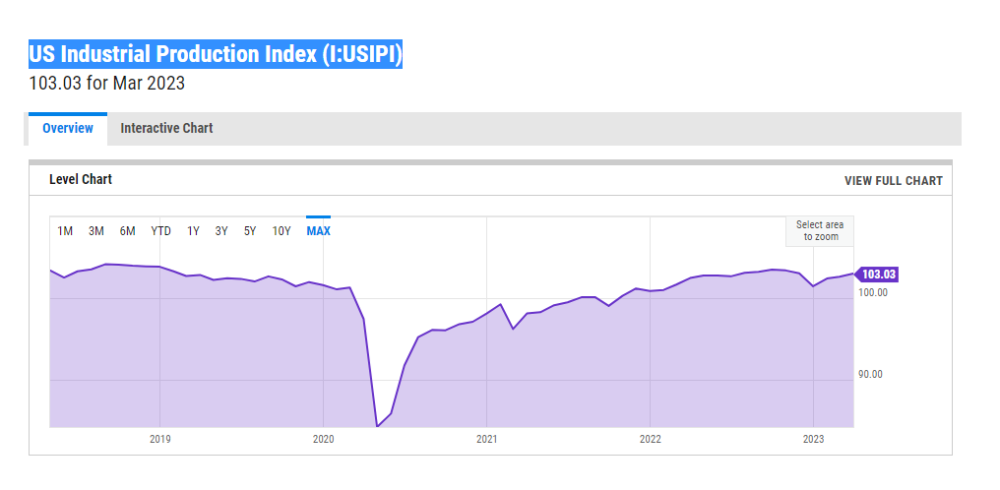 US Industrial Production Index (I:USIPI)
103.03 for Mar 2023
Overview Interactive Chart
Level Chart VIEW FULL CHART
1M 3M 6M YTD 1Y 3Y 5Y 10Y MAX
Select area
to zoom
103.03
100.00
90.00
2019 2020 2021 2022 2023